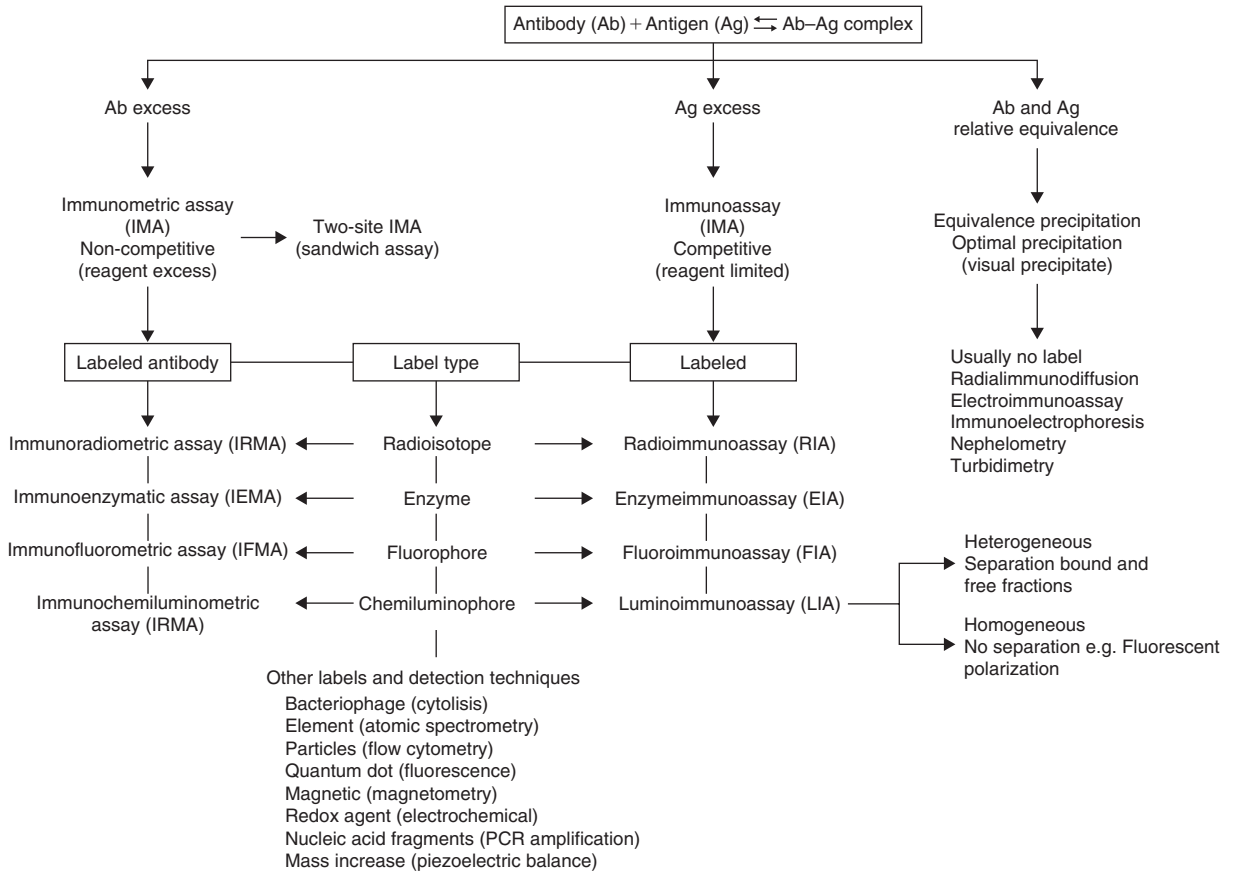 Antibody (Ab) + Antigen (Ag) ⇌ Ab–Ag complex
Ab excess
Ag excess
Ab and Ag
relative equivalence
Immunometric assay
(IMA)
Non-competitive
(reagent excess)
Two-site IMA
(sandwich assay)
Immunoassay
(IMA)
Competitive
(reagent limited)
Equivalence precipitation
Optimal precipitation
(visual precipitate)
Labeled antibody
Label type
Labeled
Usually no label
Radialimmunodiffusion
Electroimmunoassay
Immunoelectrophoresis
Nephelometry
Turbidimetry
Immunoradiometric assay (IRMA)
Radioisotope
Radioimmunoassay (RIA)
Immunoenzymatic assay (IEMA)
Enzyme
Enzymeimmunoassay (EIA)
Immunofluorometric assay (IFMA)
Fluorophore
Fluoroimmunoassay (FIA)
Immunochemiluminometric
assay (IRMA)
Chemiluminophore
Luminoimmunoassay (LIA)
Heterogeneous
Separation bound and
free fractions
Homogeneous
No separation e.g. Fluorescent
polarization
Other labels and detection techniques
Bacteriophage (cytolisis)
Element (atomic spectrometry)
Particles (flow cytometry)
Quantum dot (fluorescence)
Magnetic (magnetometry)
Redox agent (electrochemical)
Nucleic acid fragments (PCR amplification)
Mass increase (piezoelectric balance)